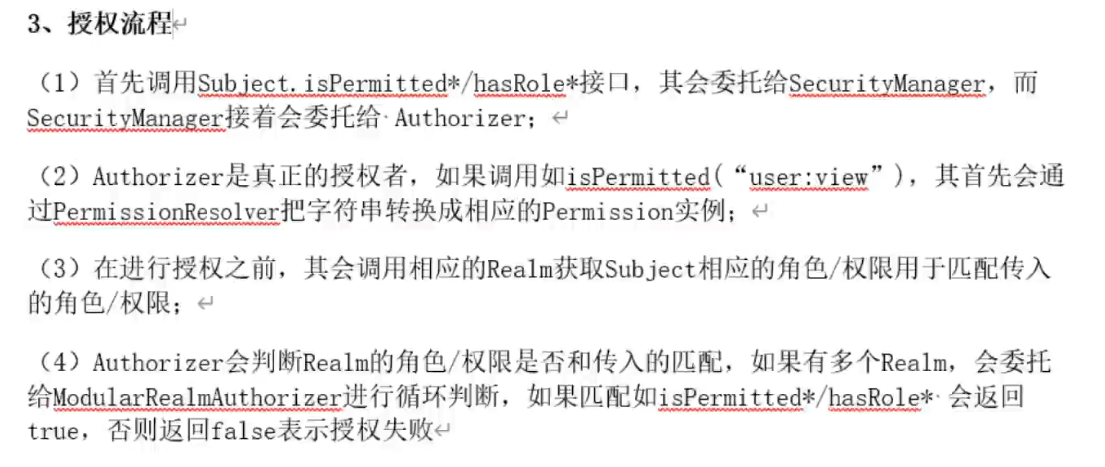 3、授权流程
（1）首先调用Subject.isPermitted*/hasRole*接口，其会委托给SecurityManager，而
SecurityManager接着会委托给 Authorizer；
（2）Authorizer是真正的授权者，如果调用如isPermitted(“user:view”)，其首先会通
过PermissionResolver把字符串转换成相应的Permission实例；
（3）在进行授权之前，其会调用相应的Realm获取Subject相应的角色/权限用于匹配传入
的角色/权限；
（4）Authorizer会判断Realm的角色/权限是否和传入的匹配，如果有多个Realm，会委托
给ModularRealmAuthorizer进行循环判断，如果匹配如isPermitted*/hasRole* 会返回
true，否则返回false表示授权失败